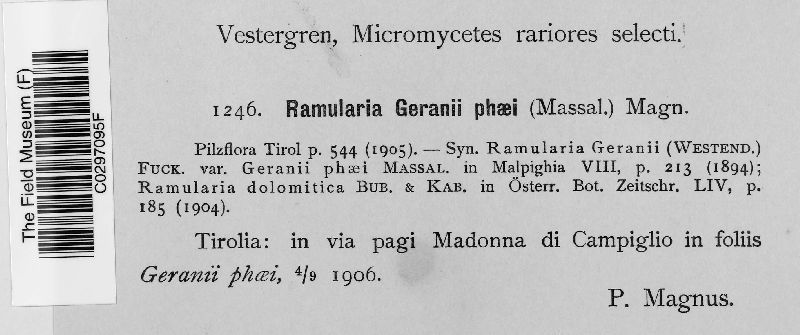 Vestergren, Micromycetes rariores selecti.
1246. Ramularia Geranii phæi (Massal.) Magn.
Pilzflora Tirol p. 544 (1905). — Syn. Ramularia Geranii (WESTEND.)
FUCK. var. Geranii phæi MASSAL. in Malpighia VIII, p. 213 (1894);
Ramularia dolomitica BUB. & KAB. in Österr. Bot. Zeitschr. LIV, p.
185 (1904).
Tirolia: in via pagi Madonna di Campiglio in foliis
Geranii phæi, 4/9 1906.
P. Magnus.
The Field Museum (F)
C0297095F